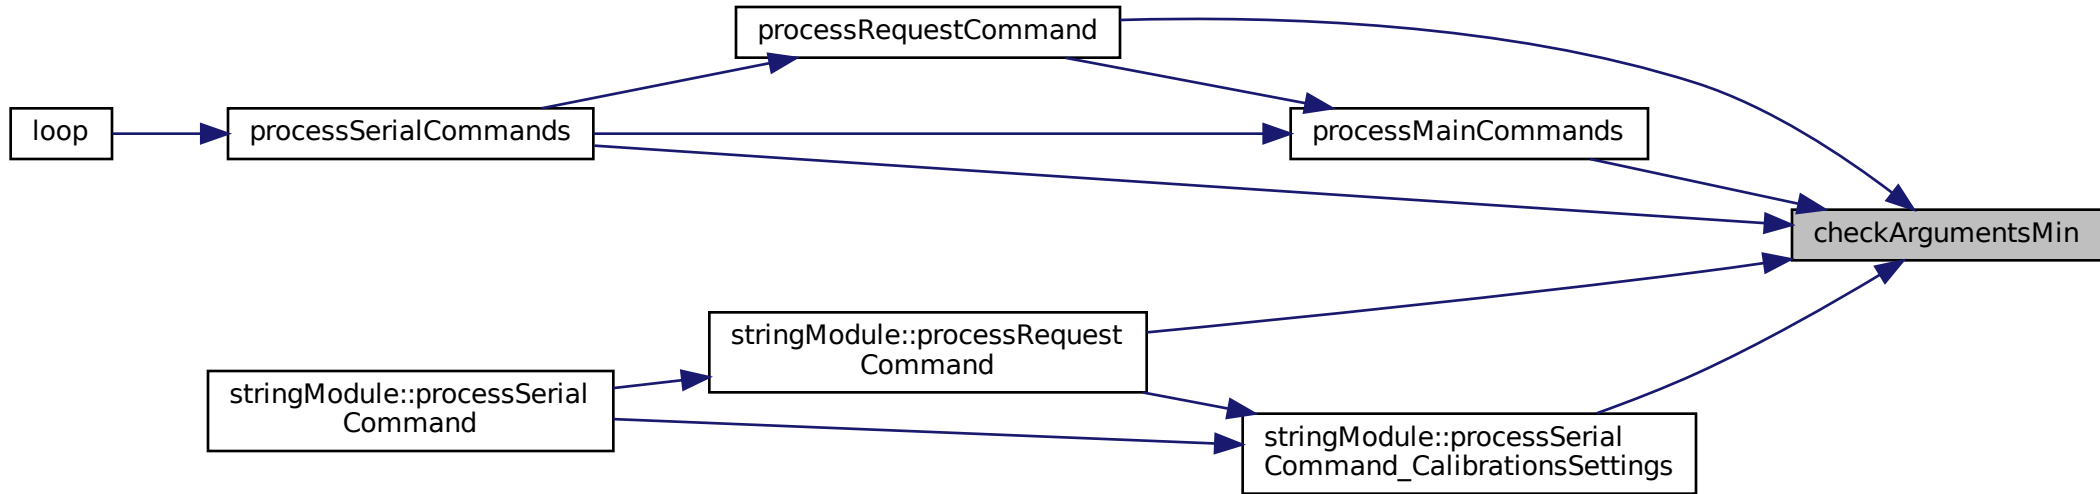 processRequestCommand
loop
processSerialCommands
processMainCommands
checkArgumentsMin
stringModule::processRequest
Command
stringModule::processSerial
Command
stringModule::processSerial
Command_CalibrationsSettings